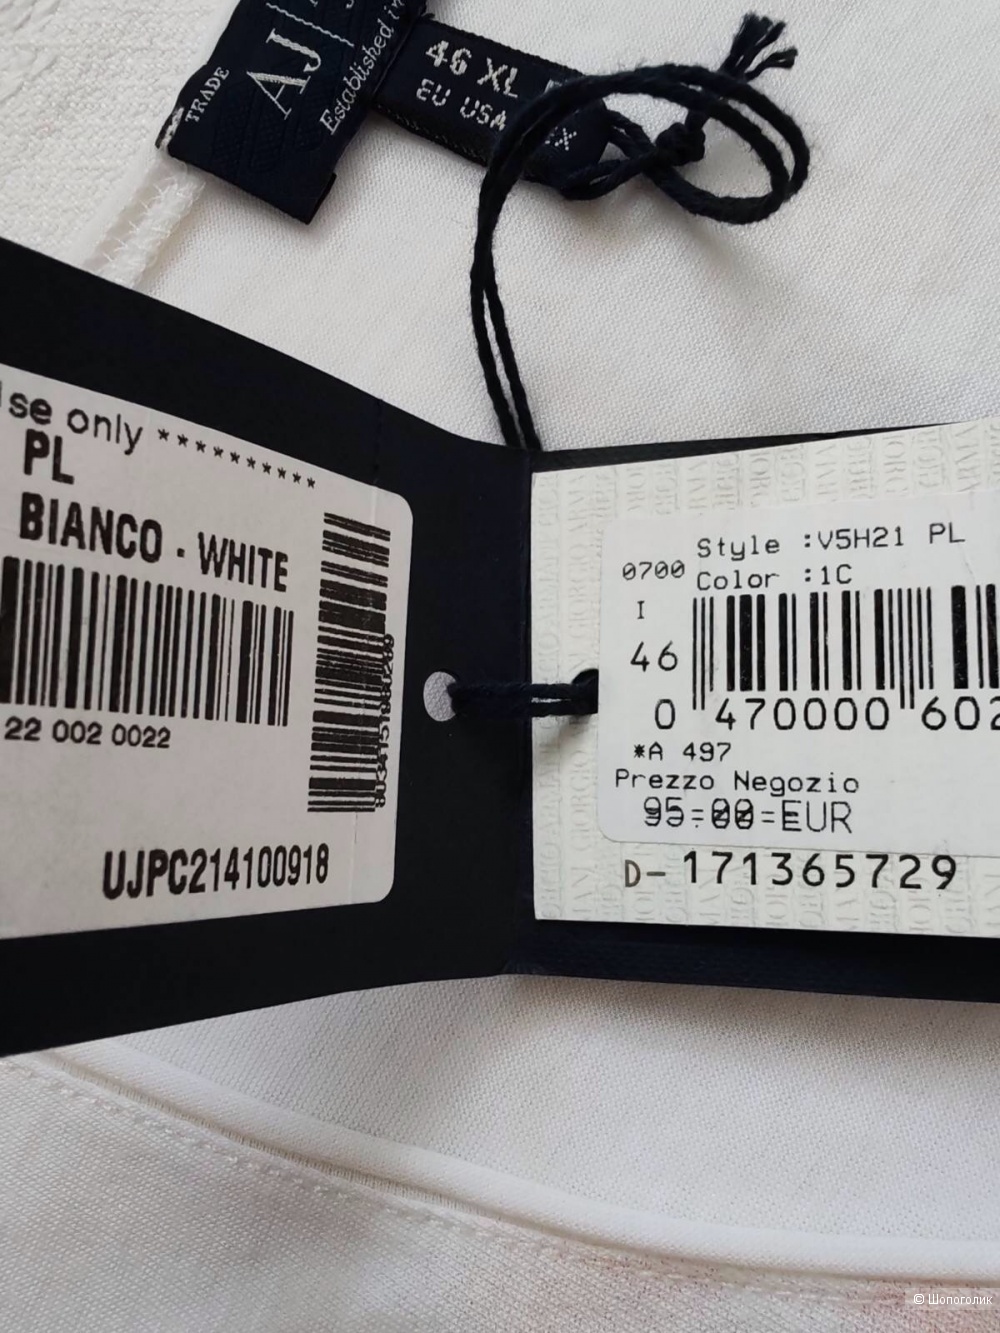 TRADE
AJ
Established in
46 XL
EU USA
use only **********
PL
BIANCO - WHITE
22 002 0022
UJPC214100918
Style :V5H21 PL
0700 Color :1C
I
46
0 470000 602
*A 497
Prezzo Negozio
95=00=EUR
D-171365729
© Шопоголик